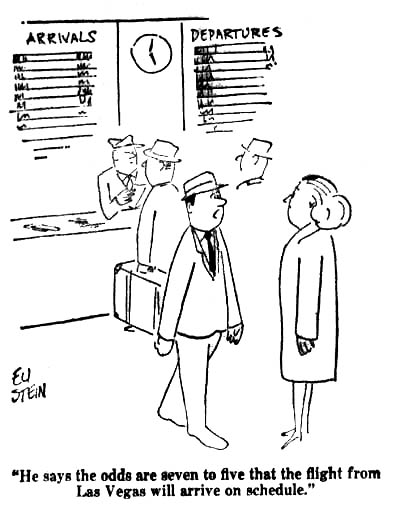 ARRIVALS
DEPARTURES
ELI
STEIN
"He says the odds are seven to five that the flight from
Las Vegas will arrive on schedule."